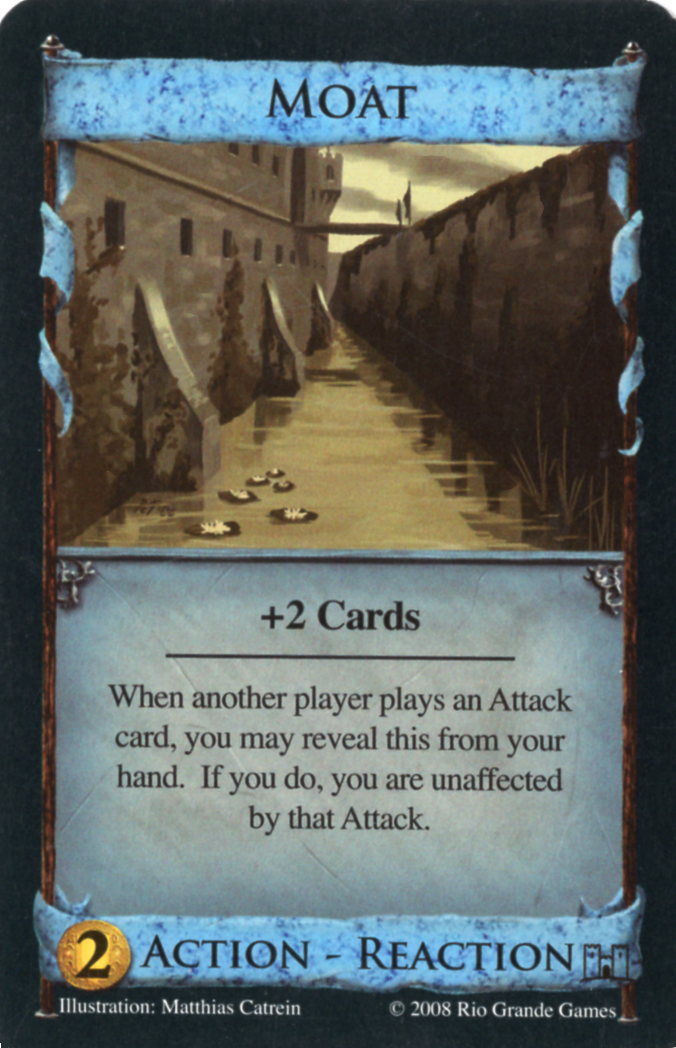 MOAT
+2 Cards
When another player plays an Attack
card, you may reveal this from your
hand. If you do, you are unaffected
by that Attack.
2 ACTION - REACTION
Illustration: Matthias Catrein © 2008 Rio Grande Games